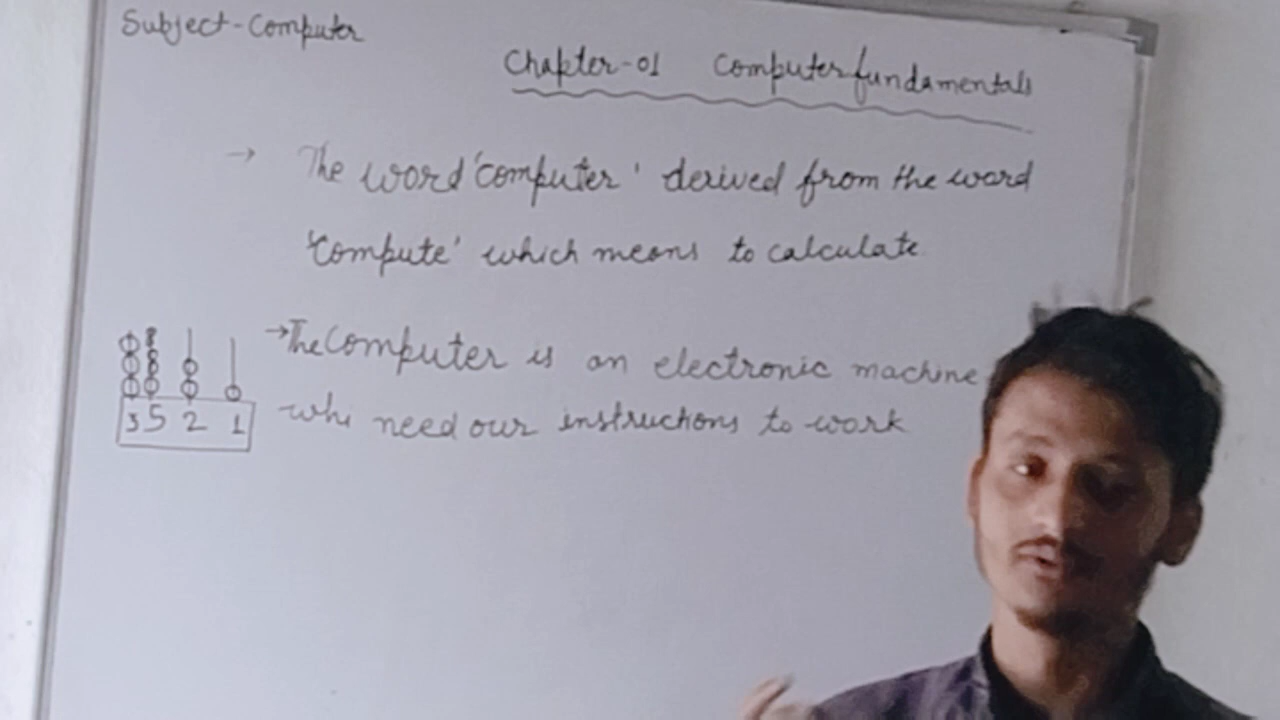 Subject-Computer
Chapter-01 Computer fundamentals
→ The word 'computer' derived from the word
'compute' which means to calculate
→ The Computer is an electronic machine
whi need our instructions to work
3 5 2 1